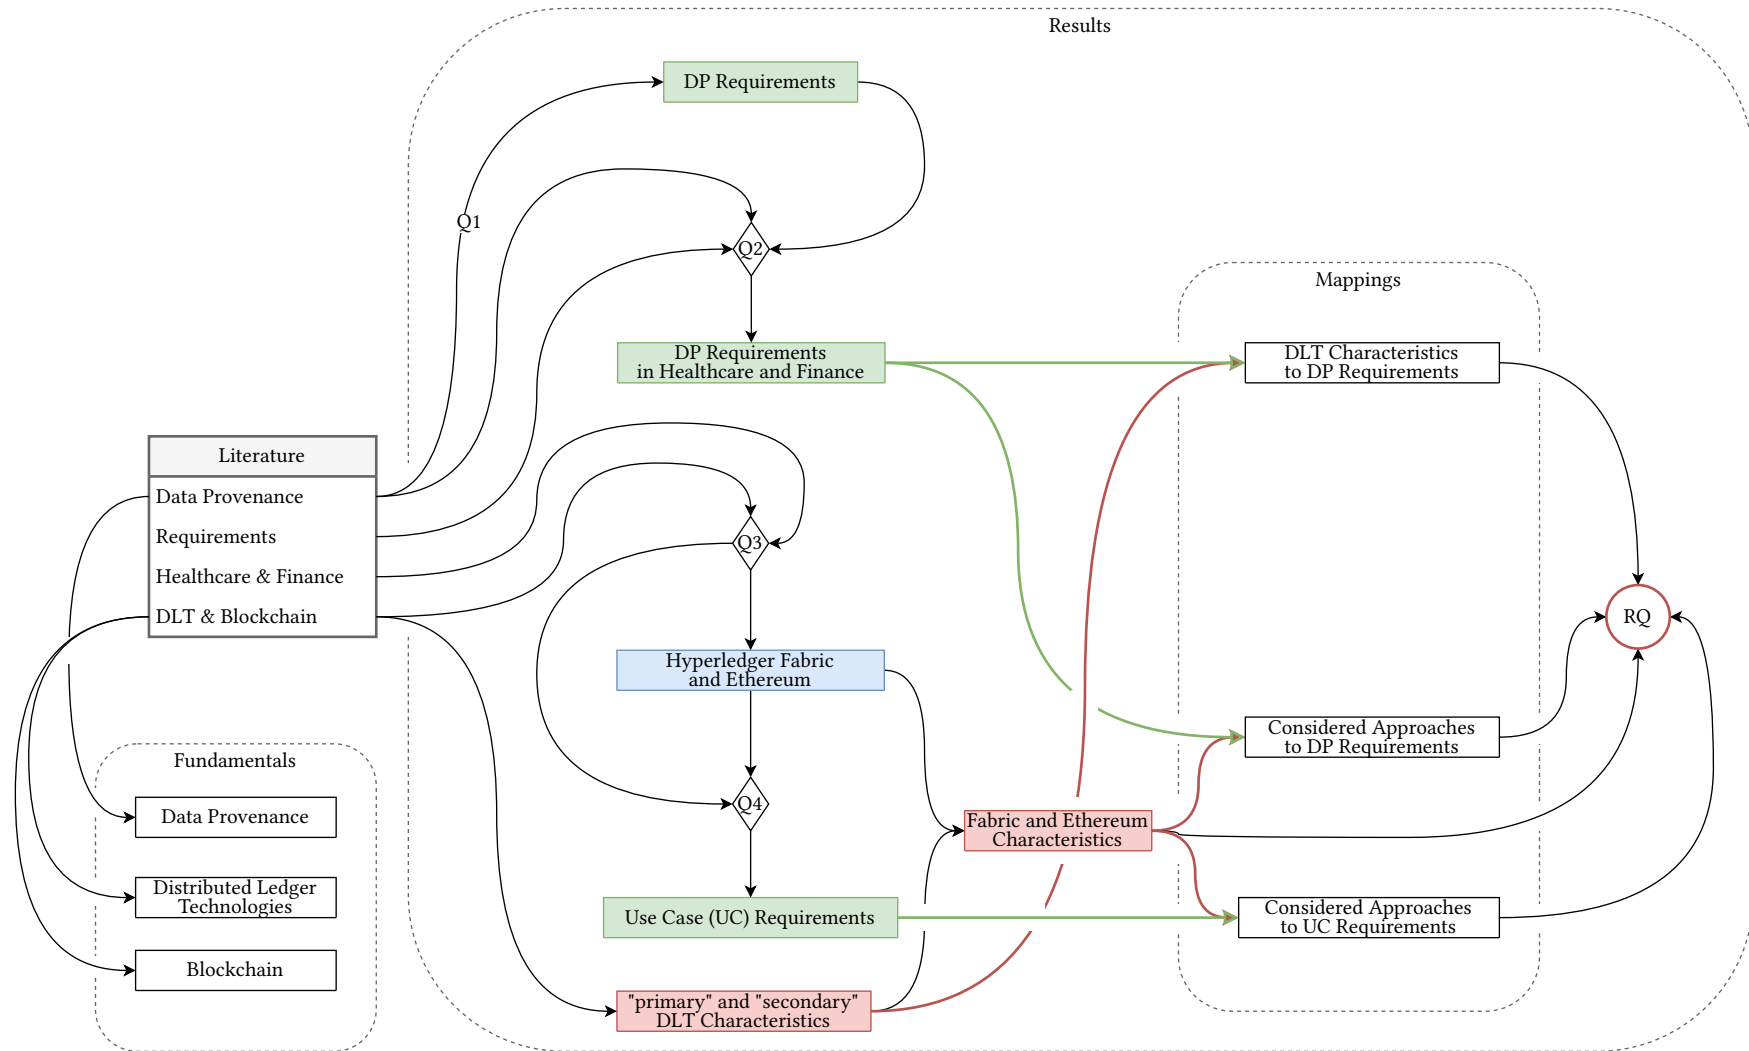 Results
DP Requirements
Q1
Q2
Mappings
DP Requirements
in Healthcare and Finance
DLT Characteristics
to DP Requirements
Literature
Data Provenance
Requirements
Healthcare & Finance
DLT & Blockchain
Q3
RQ
Hyperledger Fabric
and Ethereum
Considered Approaches
to DP Requirements
Fundamentals
Data Provenance
Q4
Fabric and Ethereum
Characteristics
Distributed Ledger
Technologies
Use Case (UC) Requirements
Considered Approaches
to UC Requirements
Blockchain
"primary" and "secondary"
DLT Characteristics